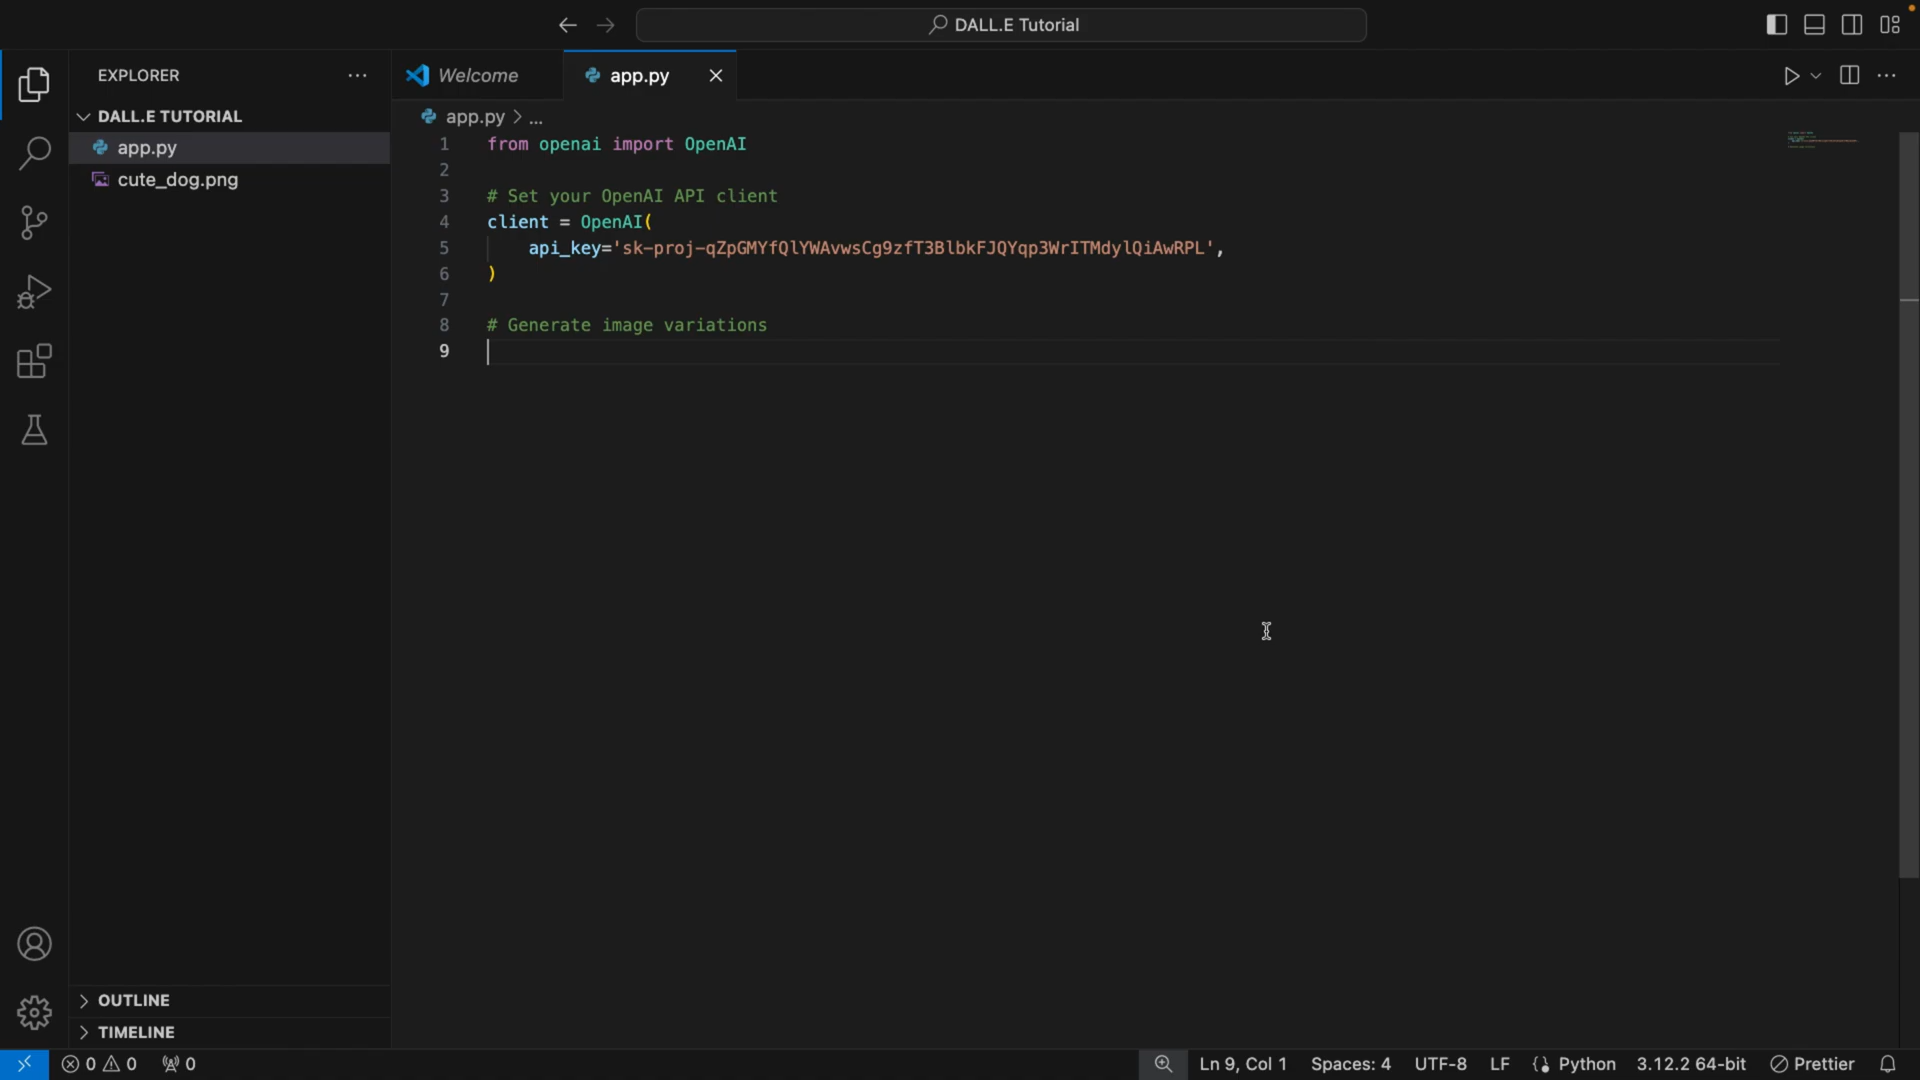 DALL.E Tutorial
EXPLORER
Welcome
app.py
DALL.E TUTORIAL
app.py
cute_dog.png
app.py > ...
1 from openai import OpenAI
2
3 # Set your OpenAI API client
4 client = OpenAI(
5 api_key='sk-proj-qZpGMYfQlYWAvwsCg9zfT3BlbkFJQYqp3WrITMdylQiAwRPL',
6 )
7
8 # Generate image variations
9
OUTLINE
TIMELINE
0 0 0 Ln 9, Col 1 Spaces: 4 UTF-8 LF Python 3.12.2 64-bit Prettier